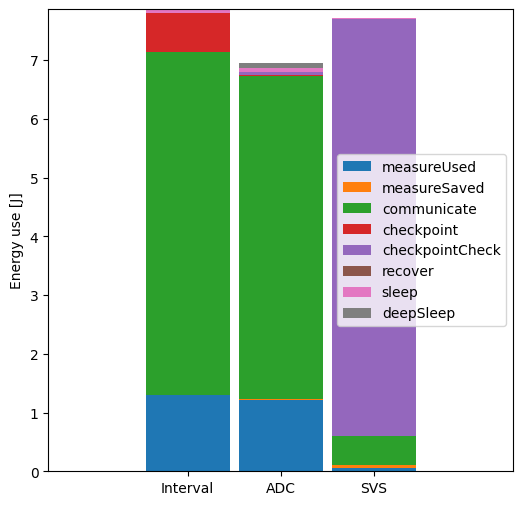 Energy use [J]
7
6
5
4
3
2
1
0
measureUsed
measureSaved
communicate
checkpoint
checkpointCheck
recover
sleep
deepSleep
Interval ADC SVS